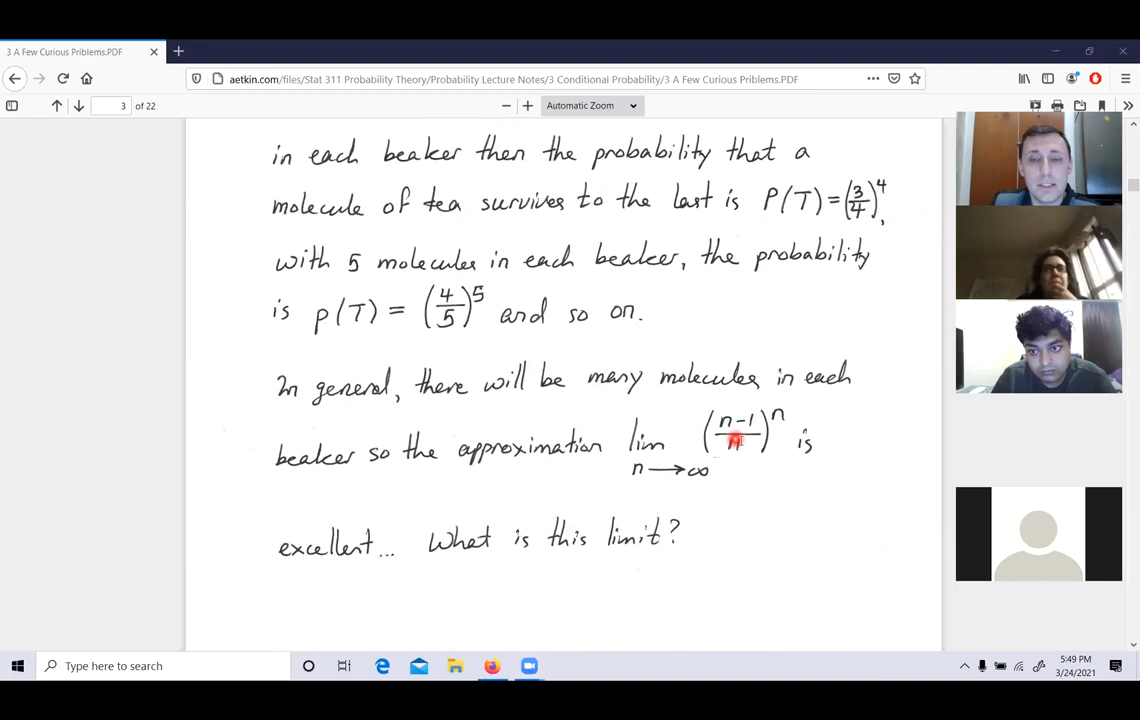 3 A Few Curious Priblems.PDF
aetkin.com/files/Stat 311 Probability Theory/Probability Lecture Notes/3 Conditional Probability/3 A Few Curious Priblems.PDF
3 of 22
Automatic Zoom
in each beaker then the probability that a
molecule of tea survives to the last is P(T) = (3/4)^4,
with 5 molecules in each beaker, the probability
is p(T) = (4/5)^5 and so on.
In general, there will be many molecules in each
beaker so the approximation lim n→∞ ((n-1)/n)^n is
excellent... What is this limit?
Type here to search
5:49 PM
3/24/2021